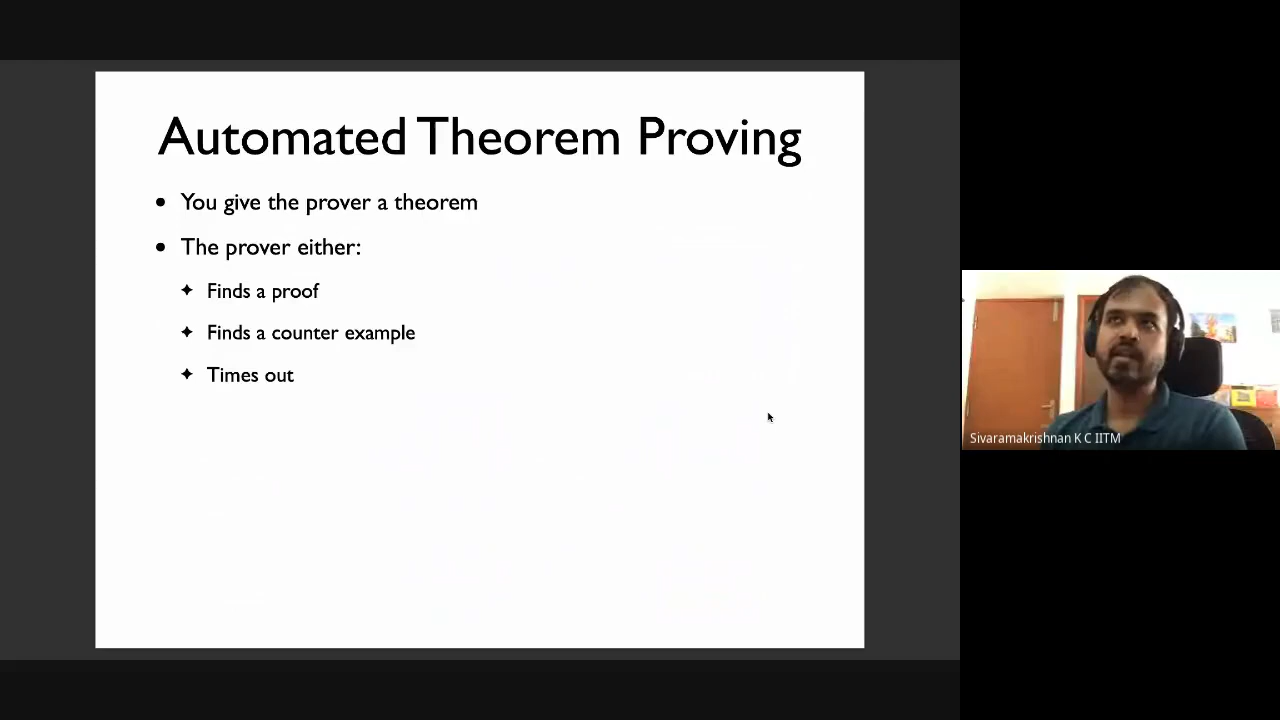 Automated Theorem Proving
• You give the prover a theorem
• The prover either:
✦ Finds a proof
✦ Finds a counter example
✦ Times out
Sivaramakrishnan K C IITM